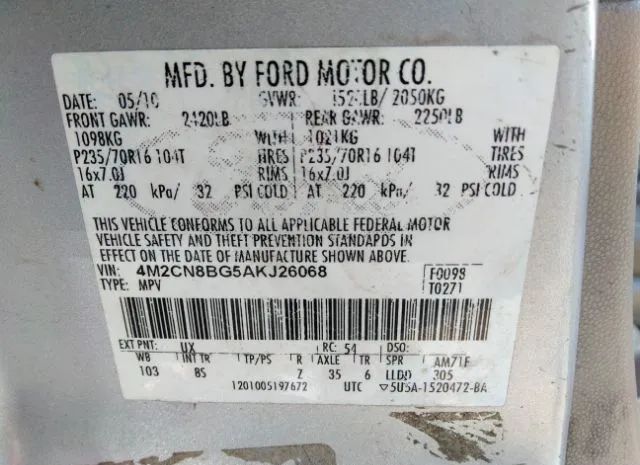 MFD. BY FORD MOTOR CO.
DATE: 05/10 GVWR: 2050KG
FRONT GAWR: 2420LB REAR GAWR: 2250LB
1098KG WITH 1021KG WITH
P235/70R16 104T TIRES P235/70R16 104T TIRES
16x7.0J RIMS 16x7.0J RIMS
AT 220 kPa/ 32 PSI COLD AT 220 kPa/ 32 PSI COLD
THIS VEHICLE CONFORMS TO ALL APPLICABLE FEDERAL MOTOR
VEHICLE SAFETY AND THEFT PREVENTION STANDARDS IN
EFFECT ON THE DATE OF MANUFACTURE SHOWN ABOVE.
VIN: 4M2CN8BG5AKJ26068 F0098
TYPE: MPV T0271
EXT PNT: UX RC: 54 DSO:
WB INT TR TP/PS R AXLE TR SPR AM71F
103 BS Z 35 6 LLDD 305
1201005197672 UTC ▽5U5A-1520472-BA